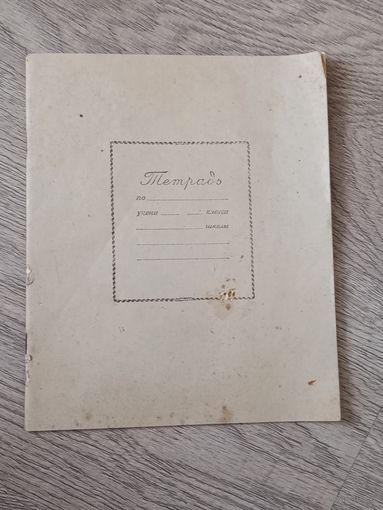 Тетрадь
по
учени класса
школы